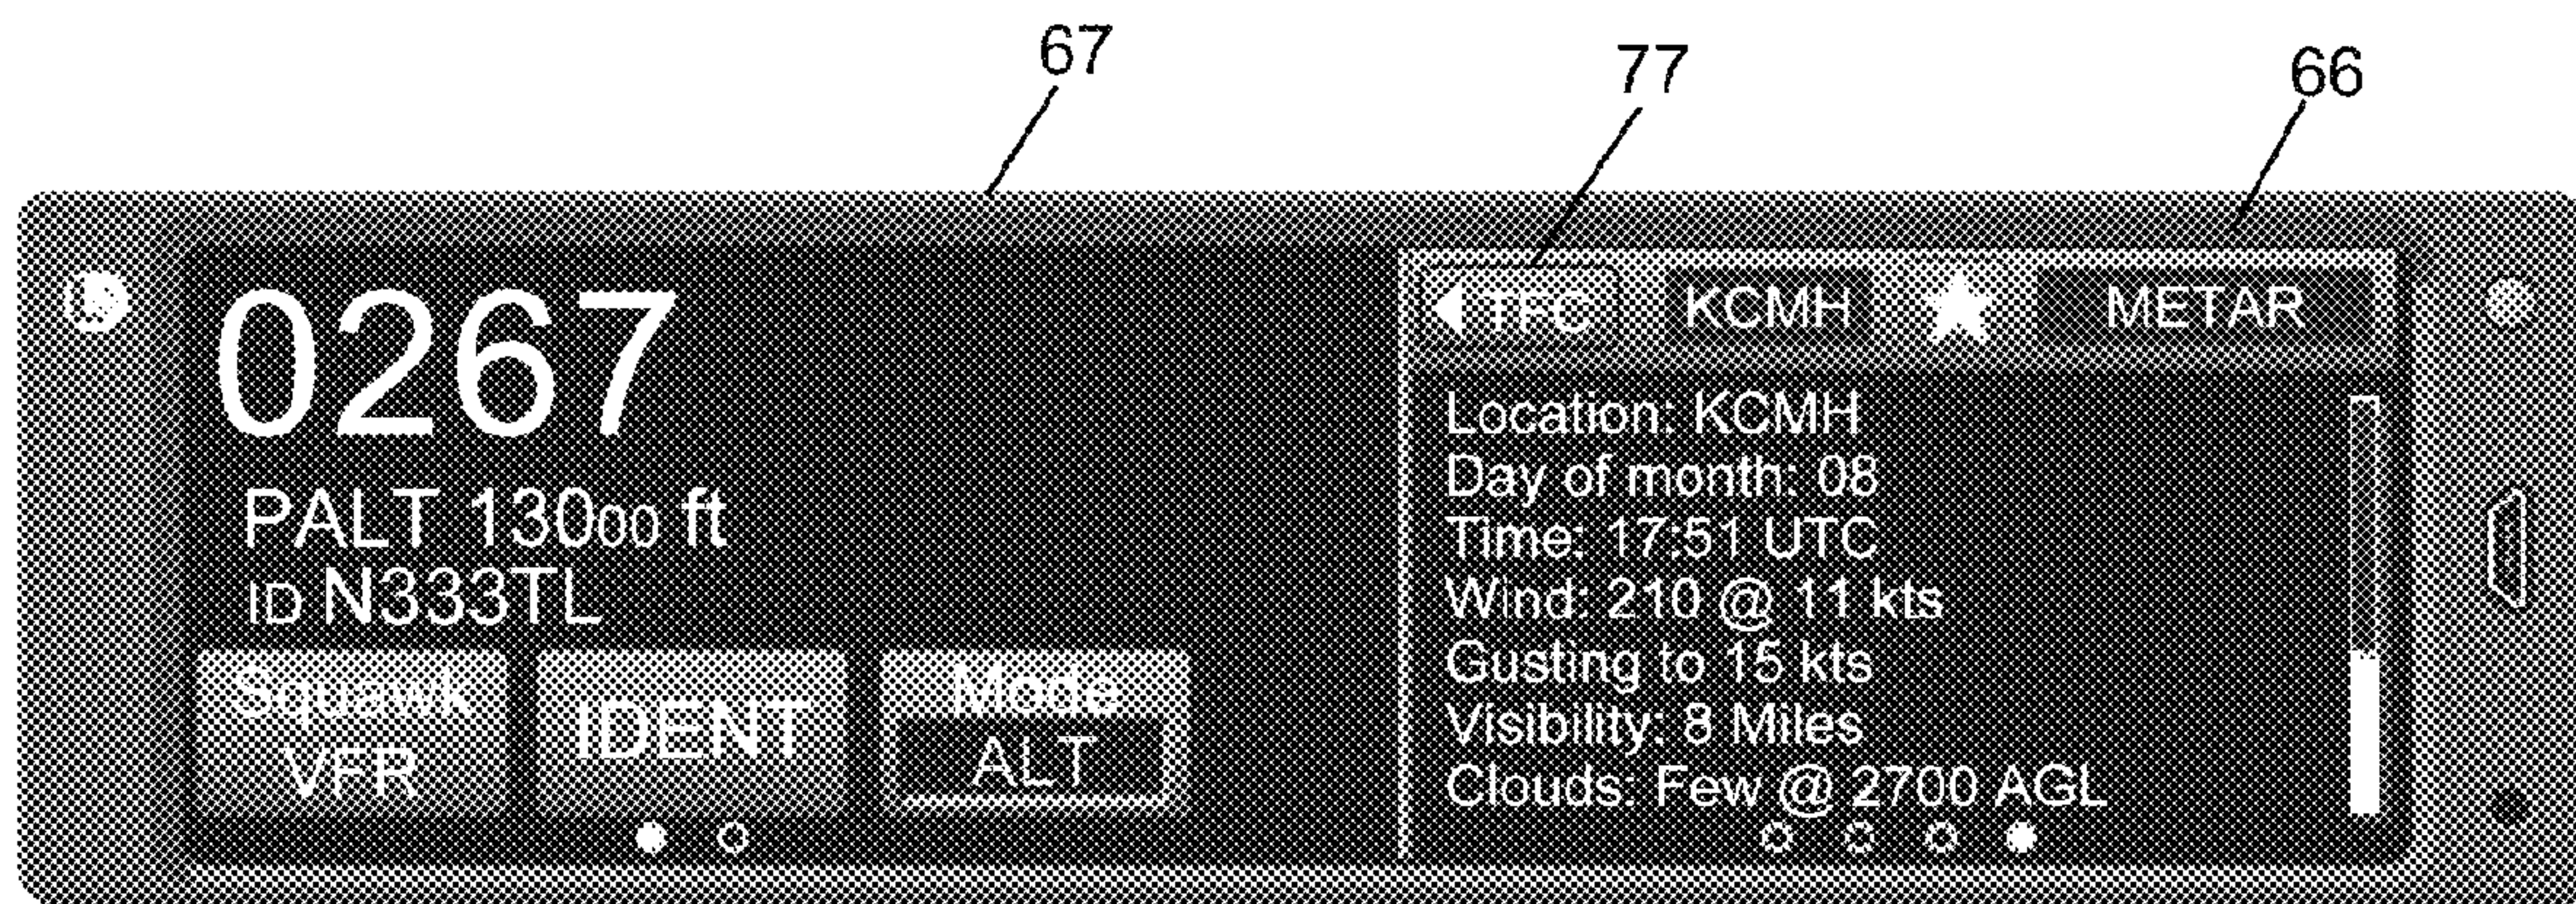 67
77
66
0267
PALT 13000 ft
ID N333TL
Squawk
VFR
IDENT
Mode
ALT
TFC
KCMH
METAR
Location: KCMH
Day of month: 08
Time: 17:51 UTC
Wind: 210 @ 11 kts
Gusting to 15 kts
Visibility: 8 Miles
Clouds: Few @ 2700 AGL